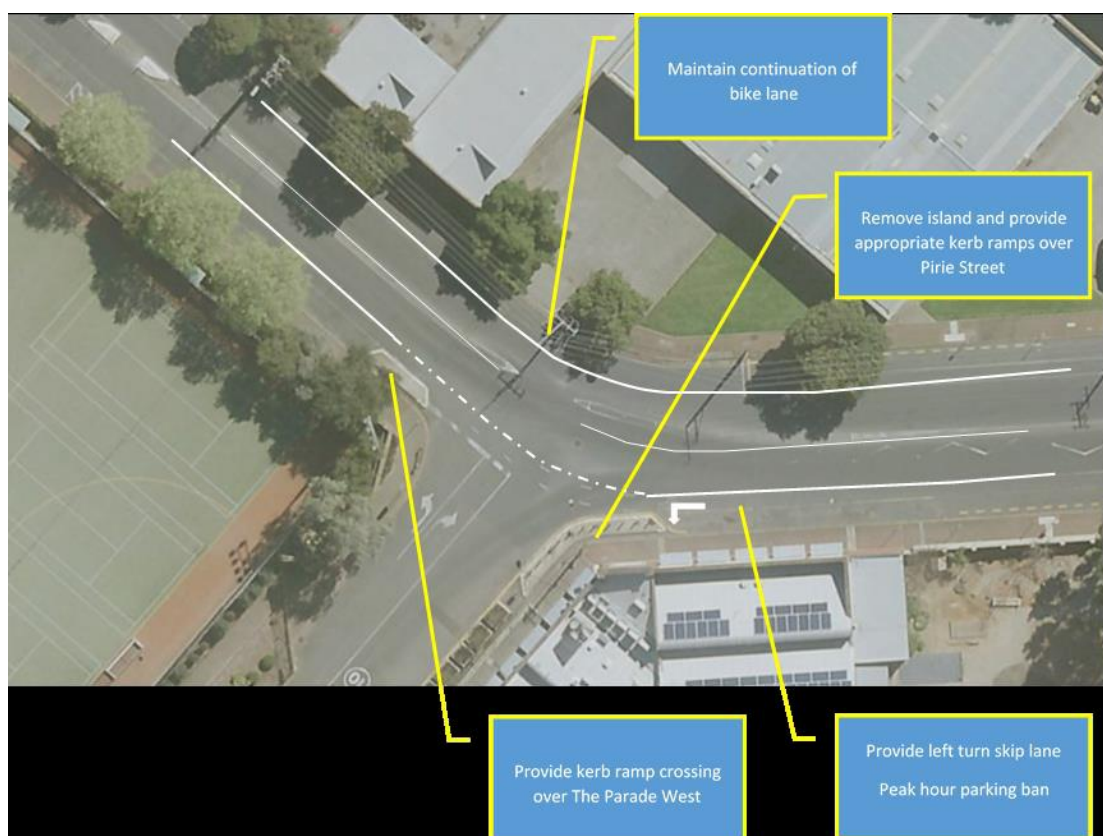 Maintain continuation of
bike lane
Remove island and provide
appropriate kerb ramps over
Pirie Street
Provide kerb ramp crossing
over The Parade West
Provide left turn skip lane
Peak hour parking ban